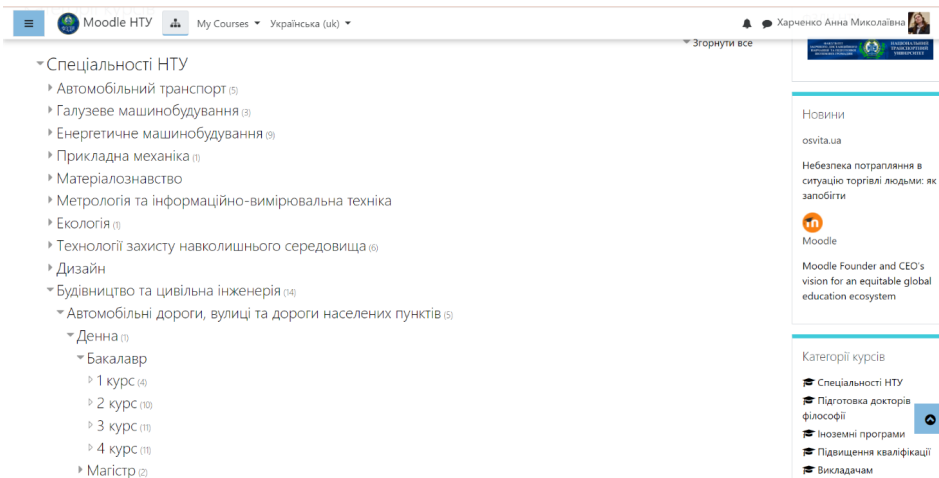 Moodle НТУ
My Courses
Українська (uk)
Харченко Анна Миколаївна
Згорнути все
Спеціальності НТУ
Автомобільний транспорт (5)
Галузеве машинобудування (3)
Енергетичне машинобудування (9)
Прикладна механіка (1)
Матеріалознавство
Метрологія та інформаційно-вимірювальна техніка
Екологія (1)
Технології захисту навколишнього середовища (6)
Дизайн
Будівництво та цивільна інженерія (14)
Автомобільні дороги, вулиці та дороги населених пунктів (5)
Денна (1)
Бакалавр
1 курс (4)
2 курс (10)
3 курс (11)
4 курс (11)
Магістр (2)
НАЦІОНАЛЬНИЙ
ТРАНСПОРТНИЙ
УНІВЕРСИТЕТ
Новини
osvita.ua
Небезпека потрапляння в
ситуацію торгівлі людьми: як
запобігти
Moodle
Moodle Founder and CEO's
vision for an equitable global
education ecosystem
Категорії курсів
Спеціальності НТУ
Підготовка докторів
філософії
Іноземні програми
Підвищення кваліфікації
Викладачам